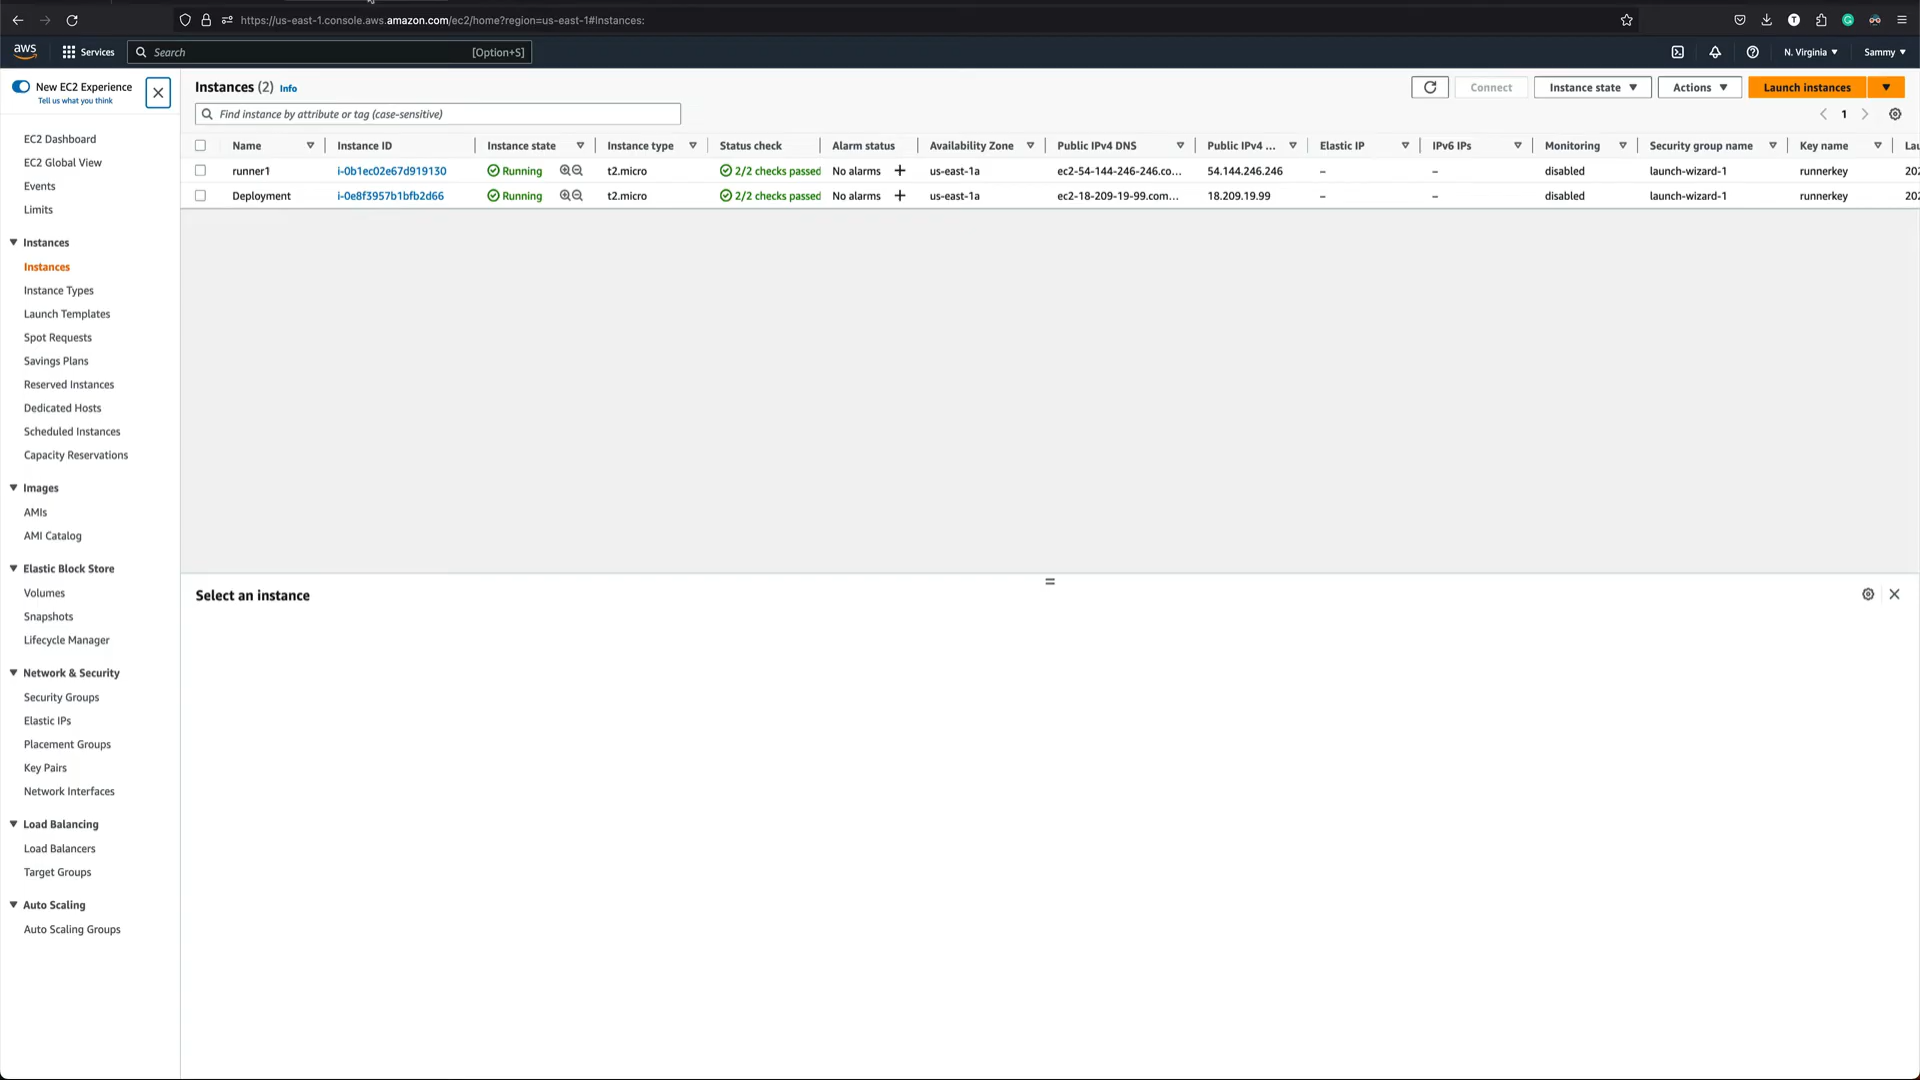 https://us-east-1.console.aws.amazon.com/ec2/home?region=us-east-1#Instances:
aws Services Search [Option+S] N. Virginia Sammy
New EC2 Experience
Tell us what you think
EC2 Dashboard
EC2 Global View
Events
Limits
Instances
Instances
Instance Types
Launch Templates
Spot Requests
Savings Plans
Reserved Instances
Dedicated Hosts
Scheduled Instances
Capacity Reservations
Images
AMIs
AMI Catalog
Elastic Block Store
Volumes
Snapshots
Lifecycle Manager
Network & Security
Security Groups
Elastic IPs
Placement Groups
Key Pairs
Network Interfaces
Load Balancing
Load Balancers
Target Groups
Auto Scaling
Auto Scaling Groups
Instances (2) Info Connect Instance state Actions Launch instances
Find instance by attribute or tag (case-sensitive) 1
Name Instance ID Instance state Instance type Status check Alarm status Availability Zone Public IPv4 DNS Public IPv4 ... Elastic IP IPv6 IPs Monitoring Security group name Key name Lau
runner1 i-0b1ec02e67d919130 Running t2.micro 2/2 checks passed No alarms + us-east-1a ec2-54-144-246-246.co... 54.144.246.246 – – disabled launch-wizard-1 runnerkey 202
Deployment i-0e8f3957b1bfb2d66 Running t2.micro 2/2 checks passed No alarms + us-east-1a ec2-18-209-19-99.com... 18.209.19.99 – – disabled launch-wizard-1 runnerkey 202
Select an instance